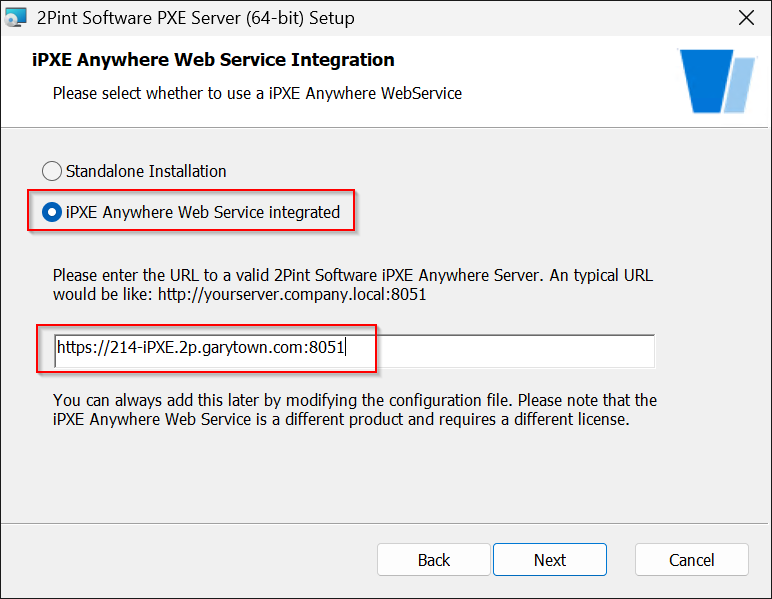 2Pint Software PXE Server (64-bit) Setup
iPXE Anywhere Web Service Integration
Please select whether to use a iPXE Anywhere WebService
Standalone Installation
iPXE Anywhere Web Service integrated
Please enter the URL to a valid 2Pint Software iPXE Anywhere Server. An typical URL
would be like: http://yourserver.company.local:8051
https://214-iPXE.2p.garytown.com:8051
You can always add this later by modifying the configuration file. Please note that the
iPXE Anywhere Web Service is a different product and requires a different license.
Back Next Cancel